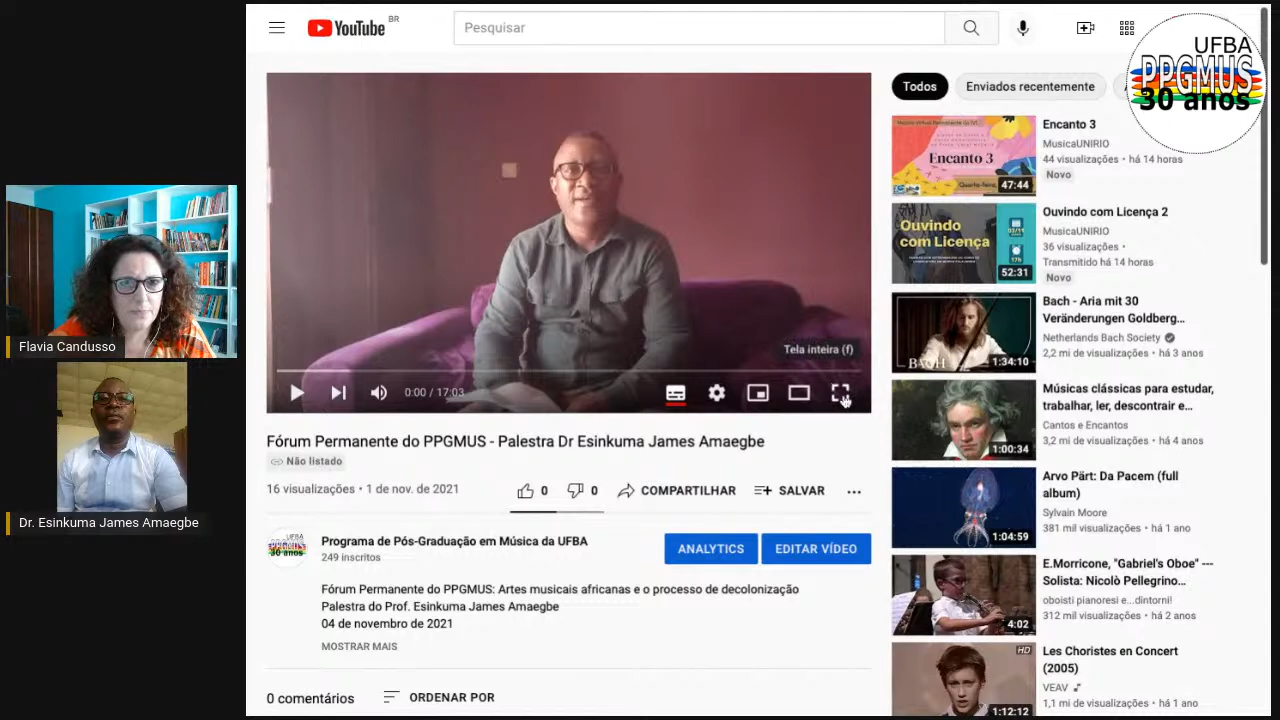 Flavia Candusso
Dr. Esinkuma James Amaegbe
YouTube BR
Pesquisar
UFBA
PPGMUS
30 anos
Tela inteira (f)
0:00 / 17:03
Fórum Permanente do PPGMUS - Palestra Dr Esinkuma James Amaegbe
Não listado
16 visualizações • 1 de nov. de 2021
0
0
COMPARTILHAR
SALVAR
UFBA
PPGMUS
30 anos
Programa de Pós-Graduação em Música da UFBA
249 inscritos
ANALYTICS
EDITAR VÍDEO
Fórum Permanente do PPGMUS: Artes musicais africanas e o processo de decolonização
Palestra do Prof. Esinkuma James Amaegbe
04 de novembro de 2021
MOSTRAR MAIS
0 comentários
ORDENAR POR
Todos
Enviados recentemente
Encanto 3
47:44
Encanto 3
MusicaUNIRIO
44 visualizações • há 14 horas
Novo
Ouvindo
com Licença
52:31
Ouvindo com Licença 2
MusicaUNIRIO
36 visualizações •
Transmitido há 14 horas
Novo
BACH
1:34:10
Bach - Aria mit 30
Veränderungen Goldberg...
Netherlands Bach Society
2,2 mi de visualizações • há 3 anos
1:00:34
Músicas clássicas para estudar,
trabalhar, ler, descontrair e...
Cantos e Encantos
3,2 mi de visualizações • há 4 anos
1:04:59
Arvo Pärt: Da Pacem (full
album)
Sylvain Moore
381 mil visualizações • há 1 ano
4:02
E.Morricone, "Gabriel's Oboe" ---
Solista: Nicolò Pellegrino...
oboisti pianoresi e...dintorni!
312 mil visualizações • há 2 anos
HD
1:12:12
Les Choristes en Concert
(2005)
VEAV
1,1 mi de visualizações • há 1 ano